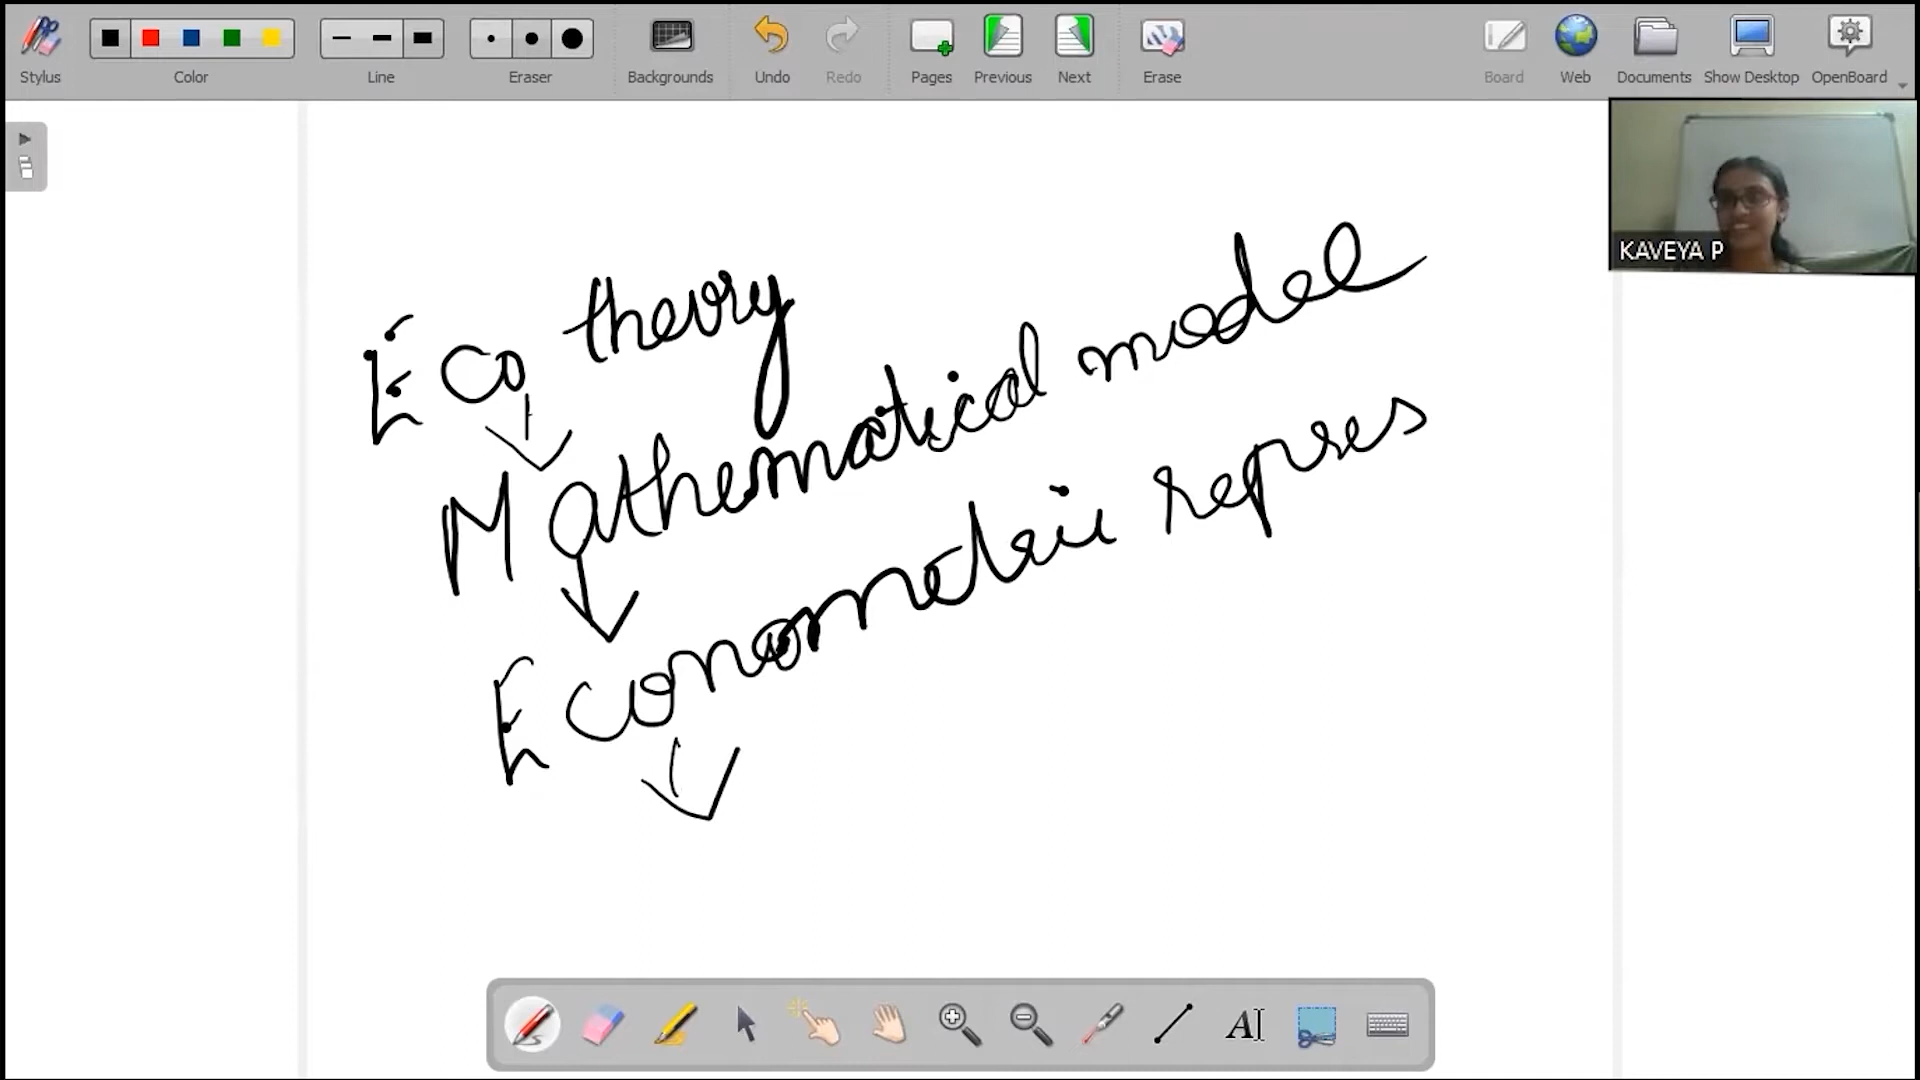 Stylus Color Line Eraser Backgrounds Undo Redo Pages Previous Next Erase Board Web Documents Show Desktop OpenBoard
KAVEYA P
Eco theory
Mathematical model
Econometric repres